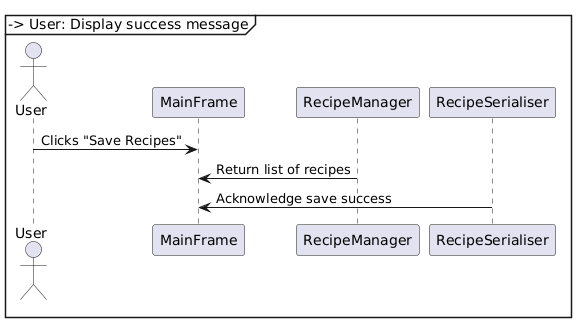 -> User: Display success message
User
MainFrame
RecipeManager
RecipeSerialiser
Clicks "Save Recipes"
Return list of recipes
Acknowledge save success
User
MainFrame
RecipeManager
RecipeSerialiser